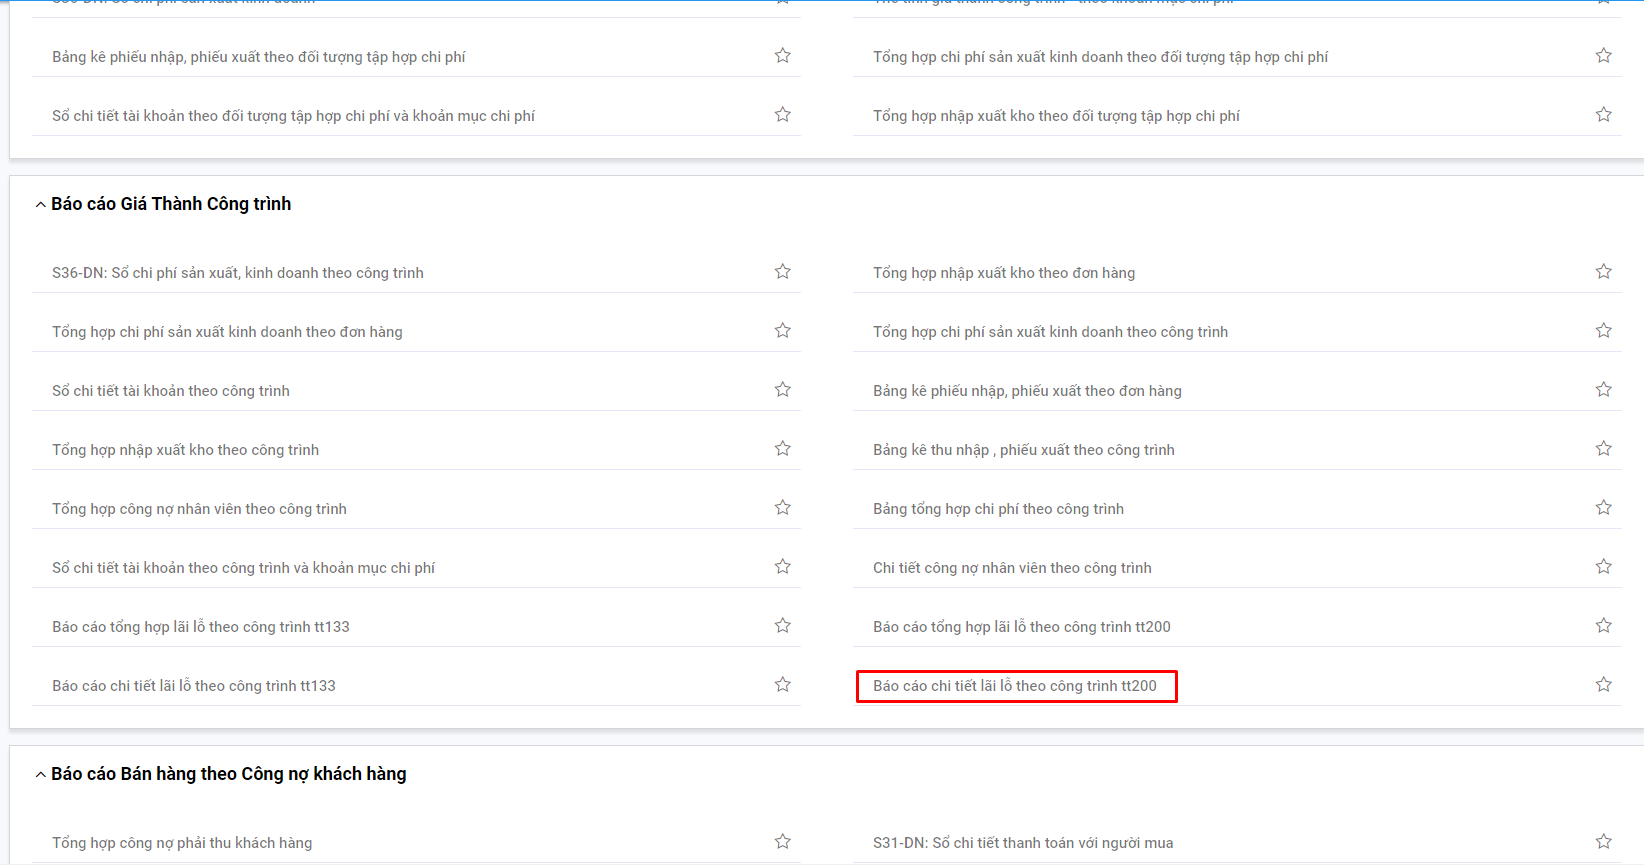 Bảng kê phiếu nhập, phiếu xuất theo đối tượng tập hợp chi phí
Tổng hợp chi phí sản xuất kinh doanh theo đối tượng tập hợp chi phí
Sổ chi tiết tài khoản theo đối tượng tập hợp chi phí và khoản mục chi phí
Tổng hợp nhập xuất kho theo đối tượng tập hợp chi phí
Báo cáo Giá Thành Công trình
S36-DN: Sổ chi phí sản xuất, kinh doanh theo công trình
Tổng hợp nhập xuất kho theo đơn hàng
Tổng hợp chi phí sản xuất kinh doanh theo đơn hàng
Tổng hợp chi phí sản xuất kinh doanh theo công trình
Sổ chi tiết tài khoản theo công trình
Bảng kê phiếu nhập, phiếu xuất theo đơn hàng
Tổng hợp nhập xuất kho theo công trình
Bảng kê thu nhập , phiếu xuất theo công trình
Tổng hợp công nợ nhân viên theo công trình
Bảng tổng hợp chi phí theo công trình
Sổ chi tiết tài khoản theo công trình và khoản mục chi phí
Chi tiết công nợ nhân viên theo công trình
Báo cáo tổng hợp lãi lỗ theo công trình tt133
Báo cáo tổng hợp lãi lỗ theo công trình tt200
Báo cáo chi tiết lãi lỗ theo công trình tt133
Báo cáo chi tiết lãi lỗ theo công trình tt200
Báo cáo Bán hàng theo Công nợ khách hàng
Tổng hợp công nợ phải thu khách hàng
S31-DN: Sổ chi tiết thanh toán với người mua